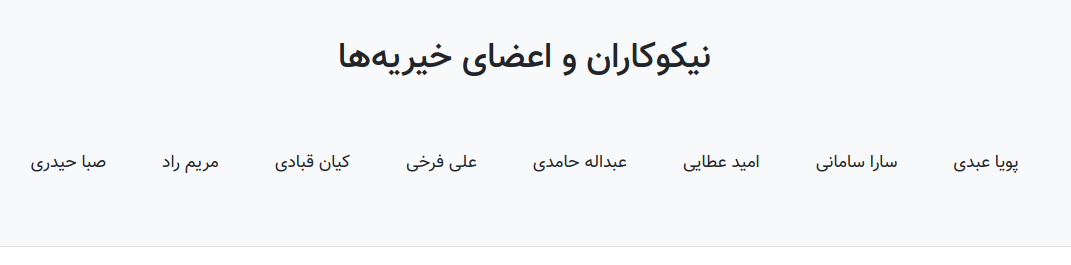 نیکوکاران و اعضای خیریه‌ها
پویا عبدی سارا سامانی امید عطایی عبداله حامدی علی فرخی کیان قبادی مریم راد صبا حیدری